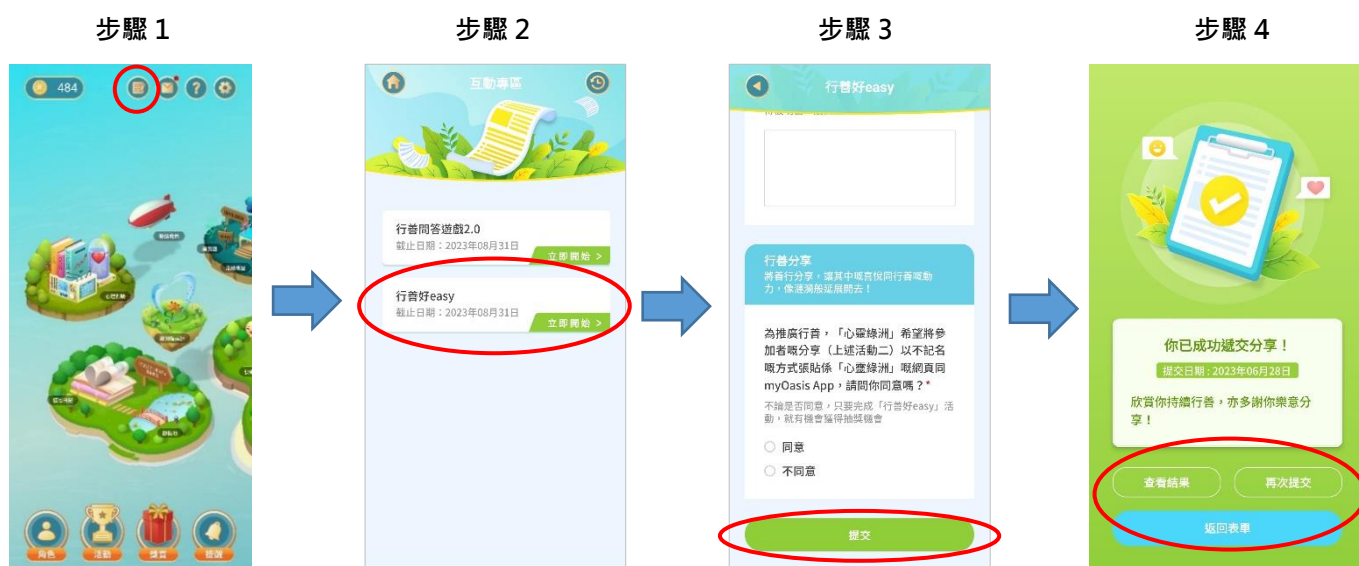 步驟 1
步驟 2
步驟 3
步驟 4
484
角色
活動
獎賞
提醒
互動專區
行善問答遊戲2.0
截止日期：2023年08月31日
立即開始 >
行善好easy
截止日期：2023年08月31日
立即開始 >
行善好easy
行善分享
將善行分享，讓其中嘅喜悅同行善嘅動
力，像漣漪般延展開去！
為推廣行善，「心靈綠洲」希望將參
加者嘅分享（上述活動二）以不記名
嘅方式張貼係「心靈綠洲」嘅網頁同
myOasis App，請問你同意嗎？*
不論是否同意，只要完成「行善好easy」活
動，就有機會獲得抽獎機會
同意
不同意
提交
你已成功遞交分享！
提交日期 : 2023年06月28日
欣賞你持續行善，亦多謝你樂意分
享！
查看結果
再次提交
返回表單